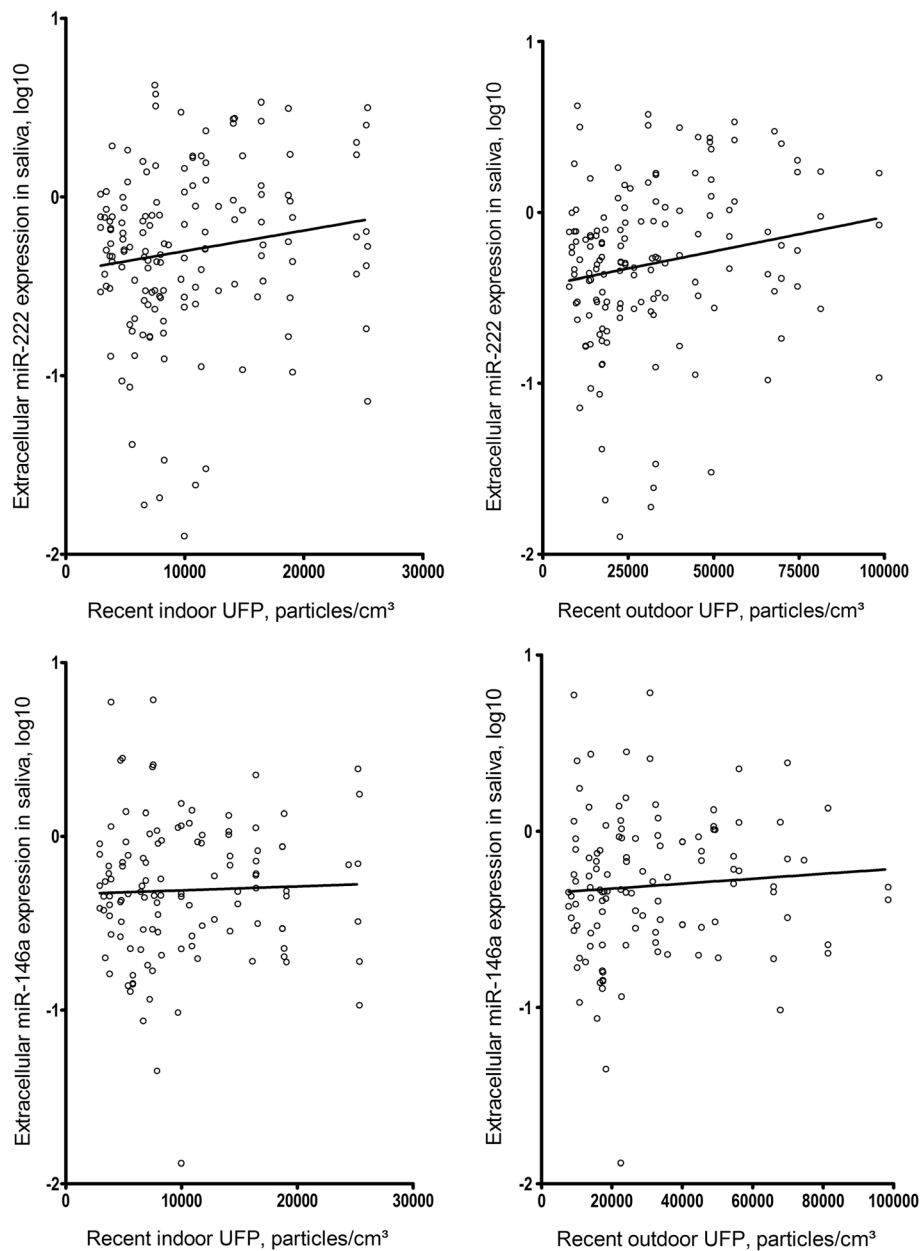 Extracellular miR-222 expression in saliva, log10
1
0
-1
-2
0 10000 20000 30000
Recent indoor UFP, particles/cm³
Extracellular miR-222 expression in saliva, log10
1
0
-1
-2
0 25000 50000 75000 100000
Recent outdoor UFP, particles/cm³
Extracellular miR-146a expression in saliva, log10
1
0
-1
-2
0 10000 20000 30000
Recent indoor UFP, particles/cm³
Extracellular miR-146a expression in saliva, log10
1
0
-1
-2
0 20000 40000 60000 80000 100000
Recent outdoor UFP, particles/cm³